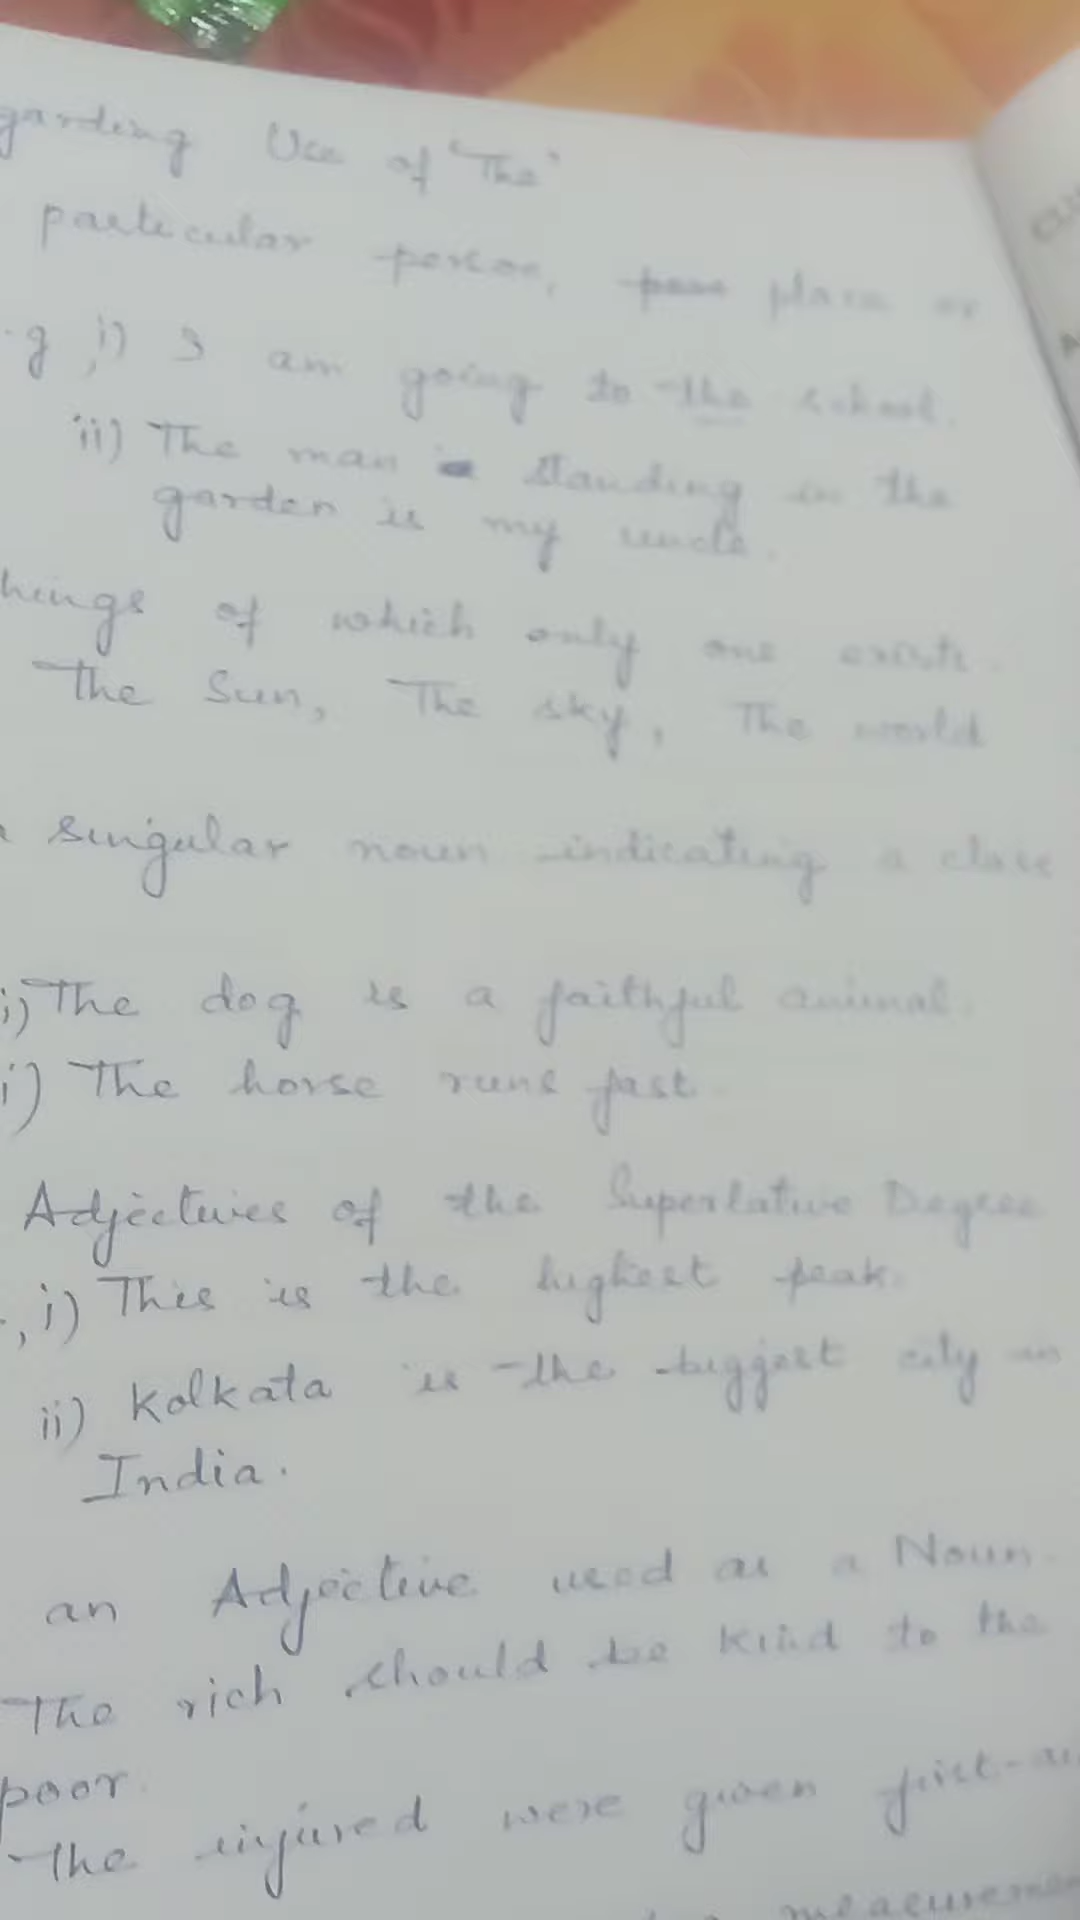 garding Use of "The"
particular person, place or
g, i) I am going to the school.
ii) The man standing in the
garden is my uncle.
hings of which only one exists.
The Sun, The sky, The world
singular noun indicating a class
i) The dog is a faithful animal.
i) The horse runs fast
Adjectives of the Superlative Degree
, i) This is the highest peak.
ii) Kolkata is the biggest city in
India.
an Adjective used as a Noun.
The rich should be kind to the
poor.
The injured were given first-ai
measuremen